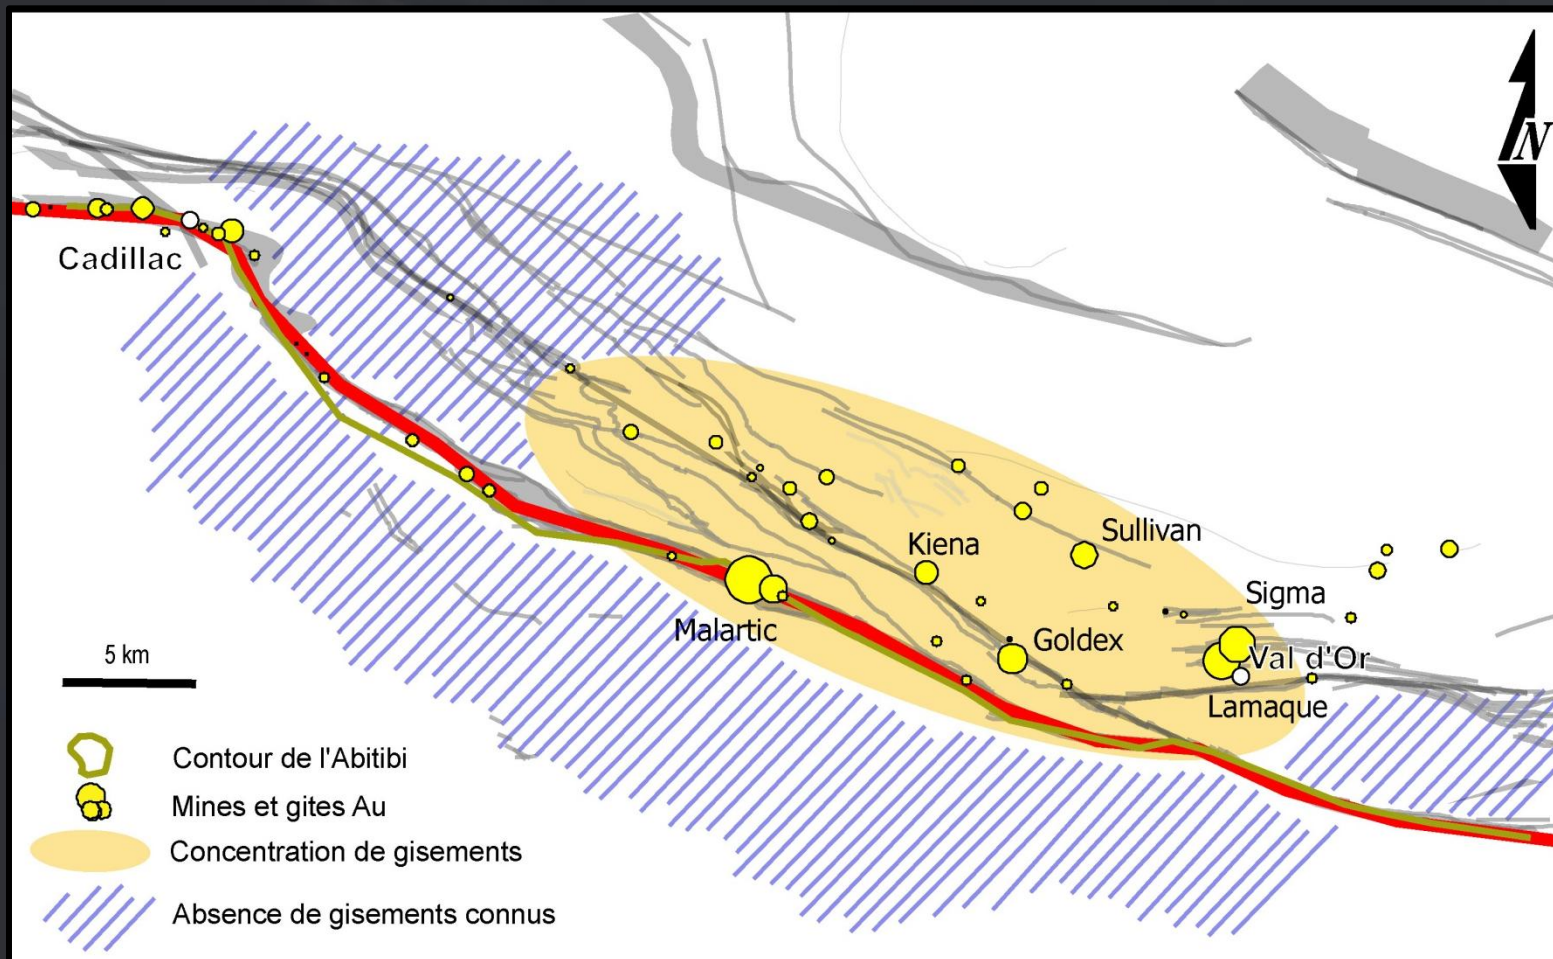 N
Cadillac
Sullivan
Kiena
Sigma
Malartic
Goldex
Val d'Or
Lamaque
5 km
Contour de l'Abitibi
Mines et gites Au
Concentration de gisements
Absence de gisements connus